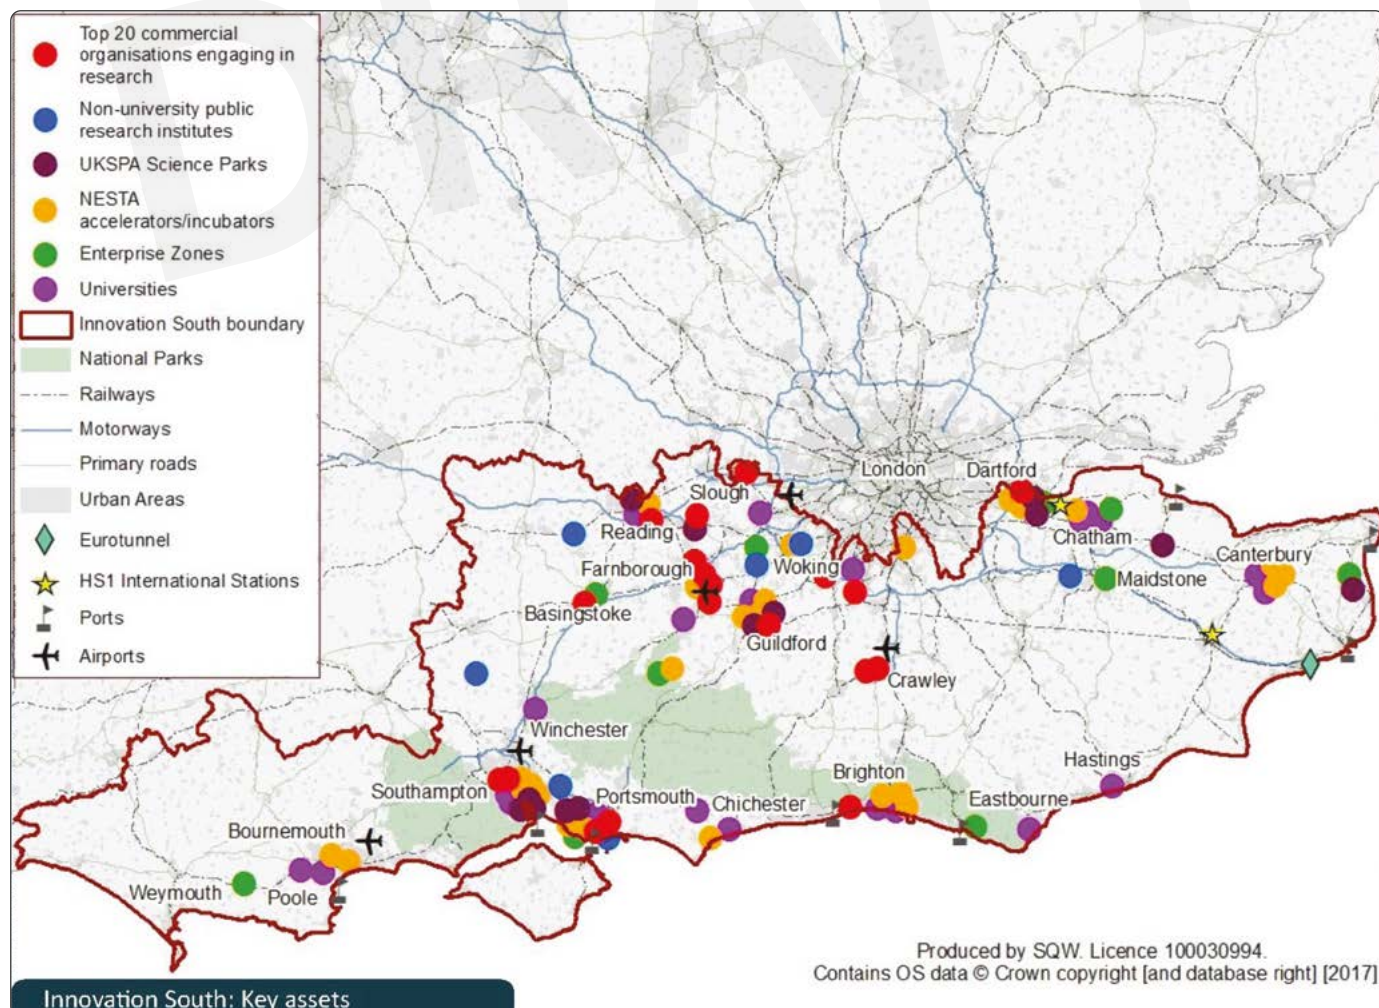 DRAFT
Top 20 commercial
organisations engaging in
research
Non-university public
research institutes
UKSPA Science Parks
NESTA
accelerators/incubators
Enterprise Zones
Universities
Innovation South boundary
National Parks
Railways
Motorways
Primary roads
Urban Areas
Eurotunnel
HS1 International Stations
Ports
Airports
London
Dartford
Slough
Reading
Chatham
Farnborough
Woking
Canterbury
Maidstone
Basingstoke
Guildford
Crawley
Winchester
Hastings
Southampton
Portsmouth
Chichester
Brighton
Eastbourne
Bournemouth
Weymouth
Poole
Produced by SQW. Licence 100030994.
Contains OS data © Crown copyright [and database right] [2017]
Innovation South: Key assets